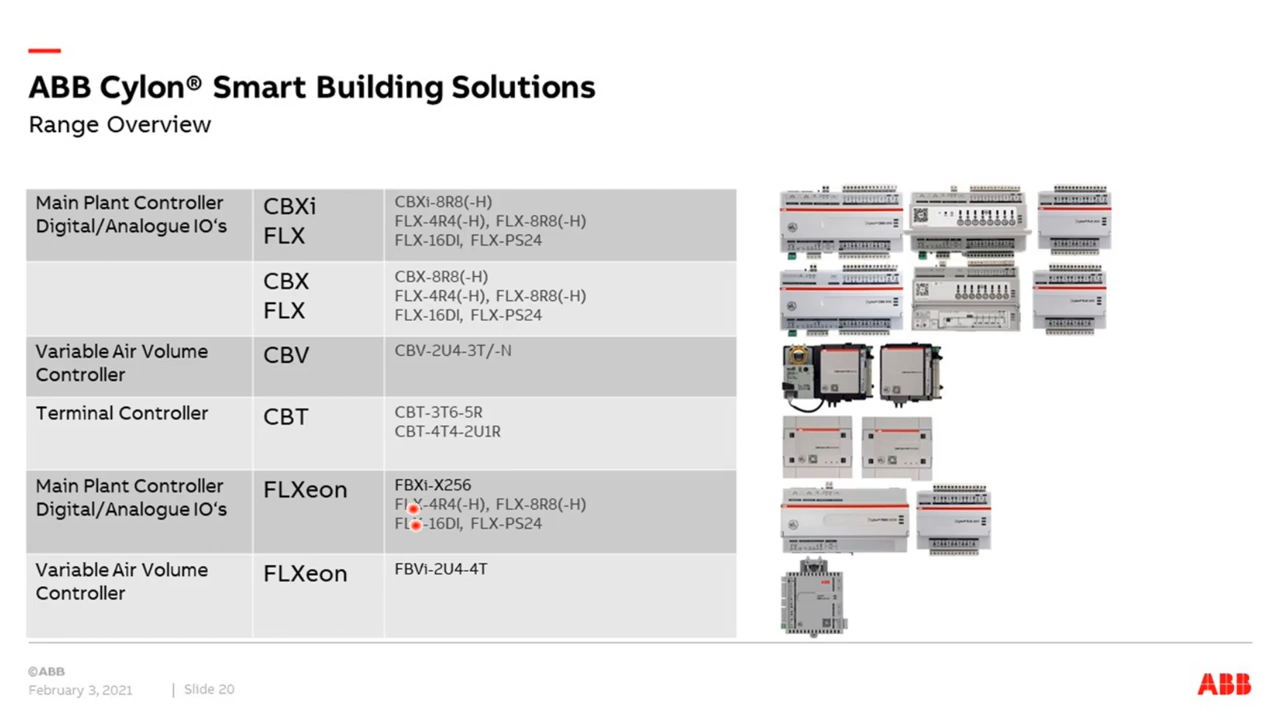 ABB Cylon® Smart Building Solutions
Range Overview
Main Plant Controller
Digital/Analogue IO‘s
CBXi
FLX
CBXi-8R8(-H)
FLX-4R4(-H), FLX-8R8(-H)
FLX-16DI, FLX-PS24
CBX
FLX
CBX-8R8(-H)
FLX-4R4(-H), FLX-8R8(-H)
FLX-16DI, FLX-PS24
Variable Air Volume
Controller
CBV
CBV-2U4-3T/-N
Terminal Controller
CBT
CBT-3T6-5R
CBT-4T4-2U1R
Main Plant Controller
Digital/Analogue IO‘s
FLXeon
FBXi-X256
FLX-4R4(-H), FLX-8R8(-H)
FLX-16DI, FLX-PS24
Variable Air Volume
Controller
FLXeon
FBVi-2U4-4T
©ABB
February 3, 2021 | Slide 20
ABB